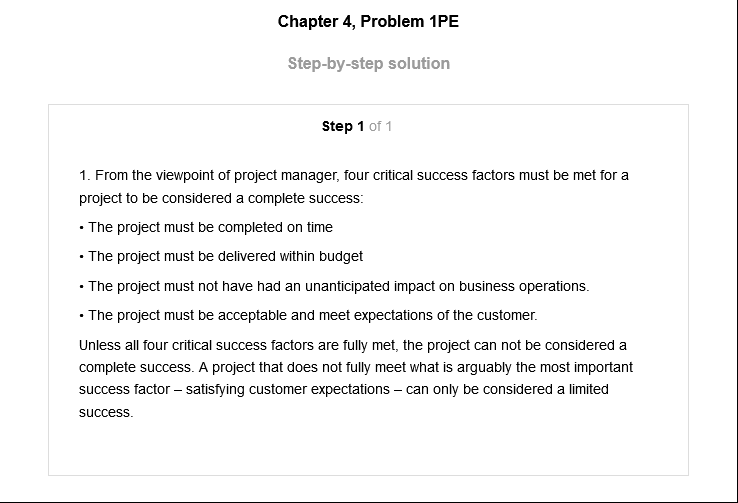 Chapter 4, Problem 1PE
Step-by-step solution
Step 1 of 1
1. From the viewpoint of project manager, four critical success factors must be met for a
project to be considered a complete success:
• The project must be completed on time
• The project must be delivered within budget
• The project must not have had an unanticipated impact on business operations.
• The project must be acceptable and meet expectations of the customer.
Unless all four critical success factors are fully met, the project can not be considered a
complete success. A project that does not fully meet what is arguably the most important
success factor – satisfying customer expectations – can only be considered a limited
success.